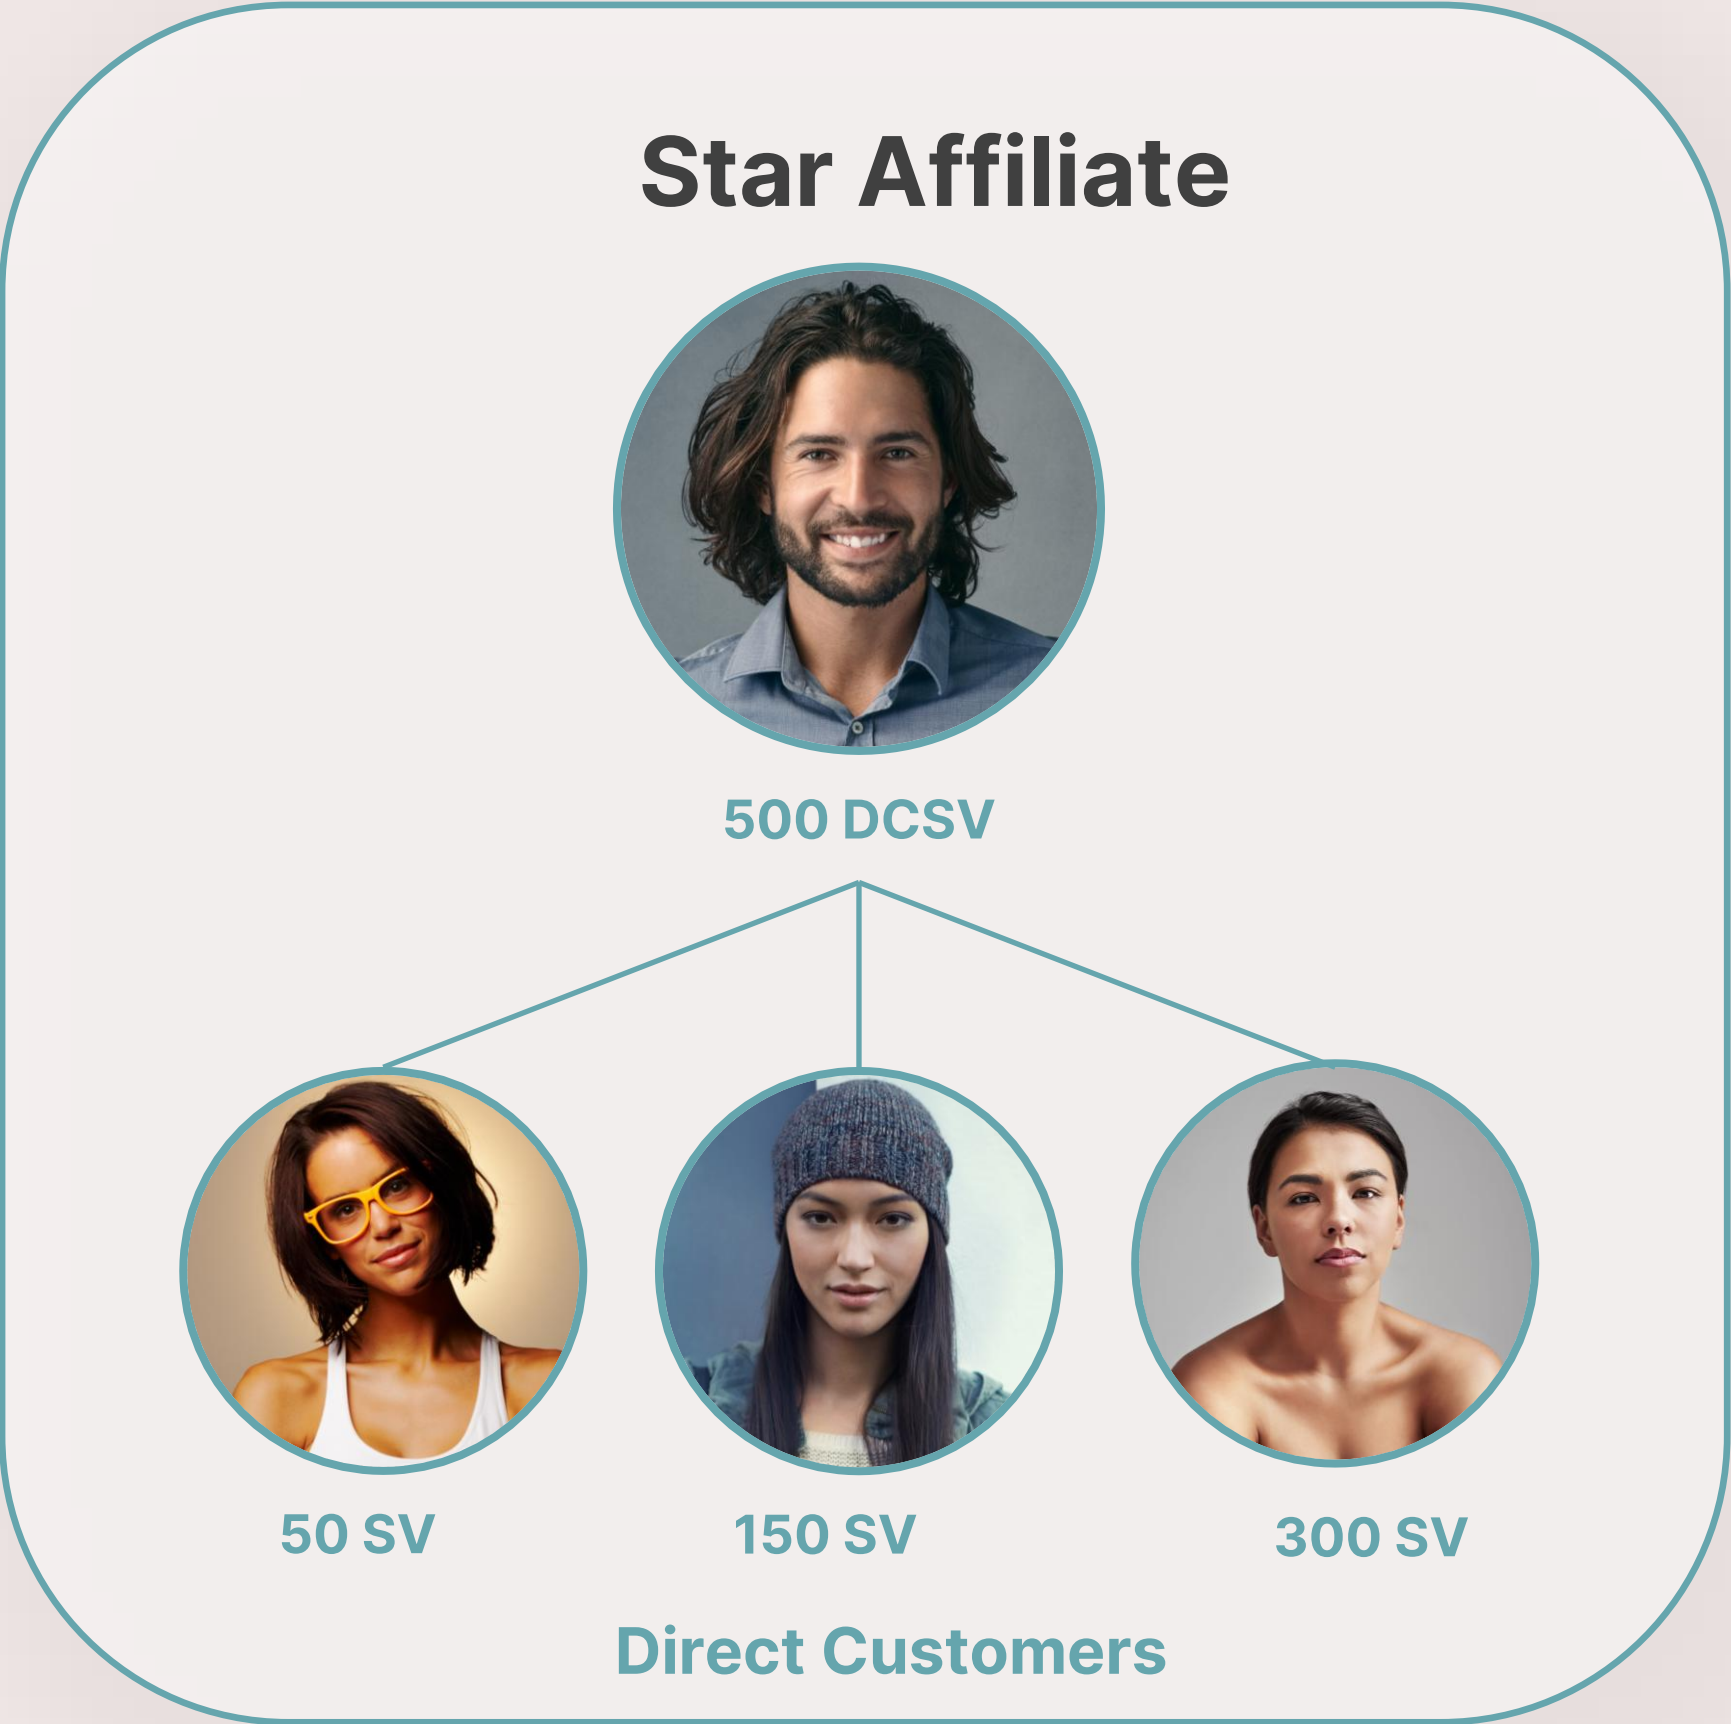 Star Affiliate
500 DCSV
50 SV
150 SV
300 SV
Direct Customers